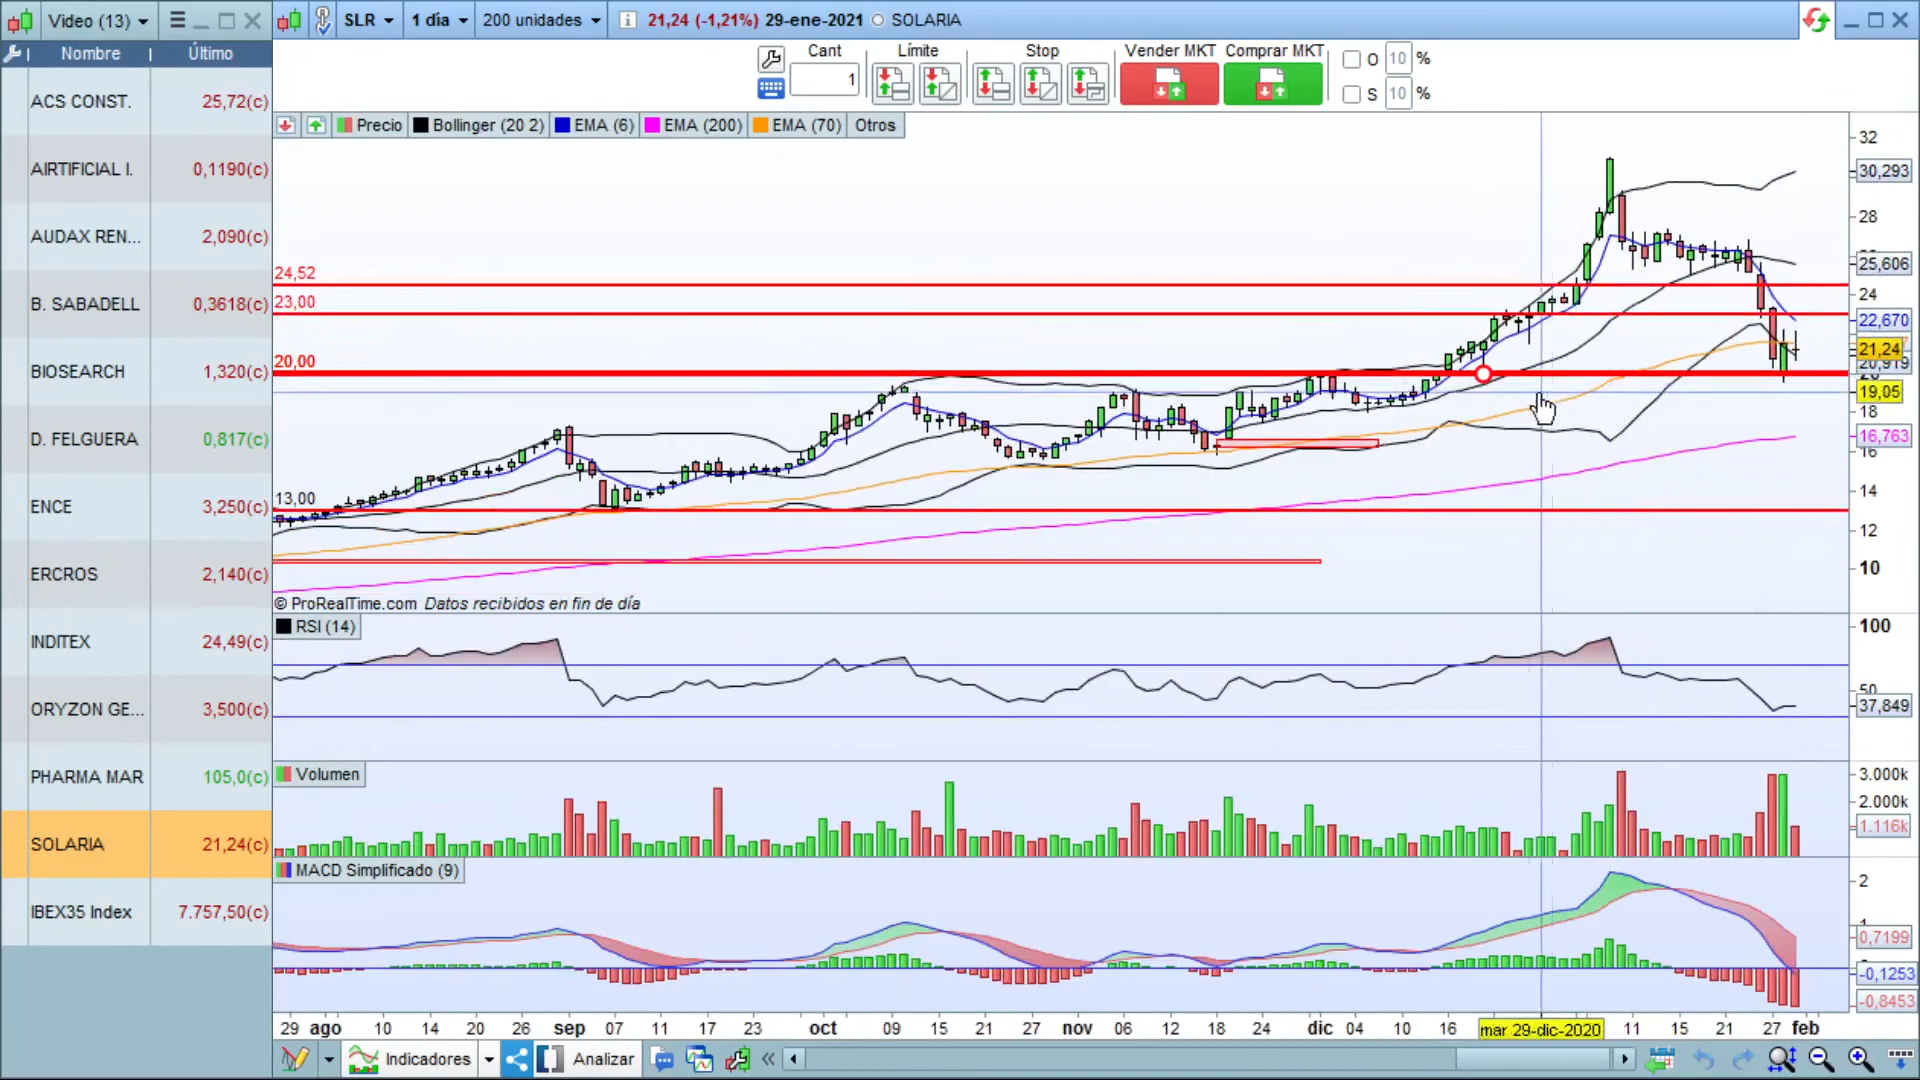 Video (13)
SLR
1 día
200 unidades
21,24 (-1,21%) 29-ene-2021
SOLARIA
Nombre
Último
ACS CONST. 25,72(c)
AIRTIFICIAL I. 0,1190(c)
AUDAX REN... 2,090(c)
B. SABADELL 0,3618(c)
BIOSEARCH 1,320(c)
D. FELGUERA 0,817(c)
ENCE 3,250(c)
ERCROS 2,140(c)
INDITEX 24,49(c)
ORYZON GE... 3,500(c)
PHARMA MAR 105,0(c)
SOLARIA 21,24(c)
IBEX35 Index 7.757,50(c)
Cant
Límite
Stop
Vender MKT
Comprar MKT
1
O 10 %
S 10 %
Precio
Bollinger (20 2)
EMA (6)
EMA (200)
EMA (70)
Otros
24,52
23,00
20,00
13,00
32
30,293
28
25,606
24
22,670
21,24
20,919
19,05
18
16,763
16
14
12
10
© ProRealTime.com Datos recibidos en fin de día
RSI (14)
100
50
37,849
Volumen
3.000k
2.000k
1.116k
MACD Simplificado (9)
2
1
0,7199
-0,1253
-0,8453
29 ago 10 14 20 26 sep 07 11 17 23 oct 09 15 21 27 nov 06 12 18 24 dic 04 10 16 mar 29-dic-2020 11 15 21 27 feb
Indicadores
Analizar